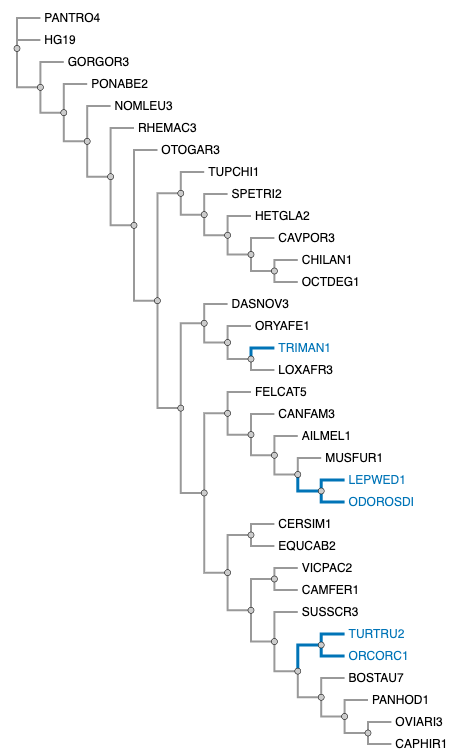 PANTRO4
HG19
GORGOR3
PONABE2
NOMLEU3
RHEMAC3
OTOGAR3
TUPCHI1
SPETRI2
HETGLA2
CAVPOR3
CHILAN1
OCTDEG1
DASNOV3
ORYAFE1
TRIMAN1
LOXAFR3
FELCAT5
CANFAM3
AILMEL1
MUSFUR1
LEPWED1
ODOROSDI
CERSIM1
EQUCAB2
VICPAC2
CAMFER1
SUSSCR3
TURTRU2
ORCORC1
BOSTAU7
PANHOD1
OVIARI3
CAPHIR1